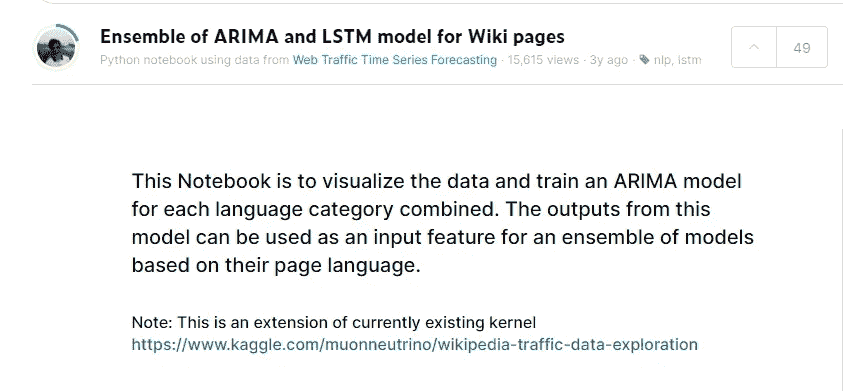 Ensemble of ARIMA and LSTM model for Wiki pages
Python notebook using data from Web Traffic Time Series Forecasting · 15,615 views · 3y ago · nlp, lstm
49
This Notebook is to visualize the data and train an ARIMA model
for each language category combined. The outputs from this
model can be used as an input feature for an ensemble of models
based on their page language.
Note: This is an extension of currently existing kernel
https://www.kaggle.com/muonneutrino/wikipedia-traffic-data-exploration